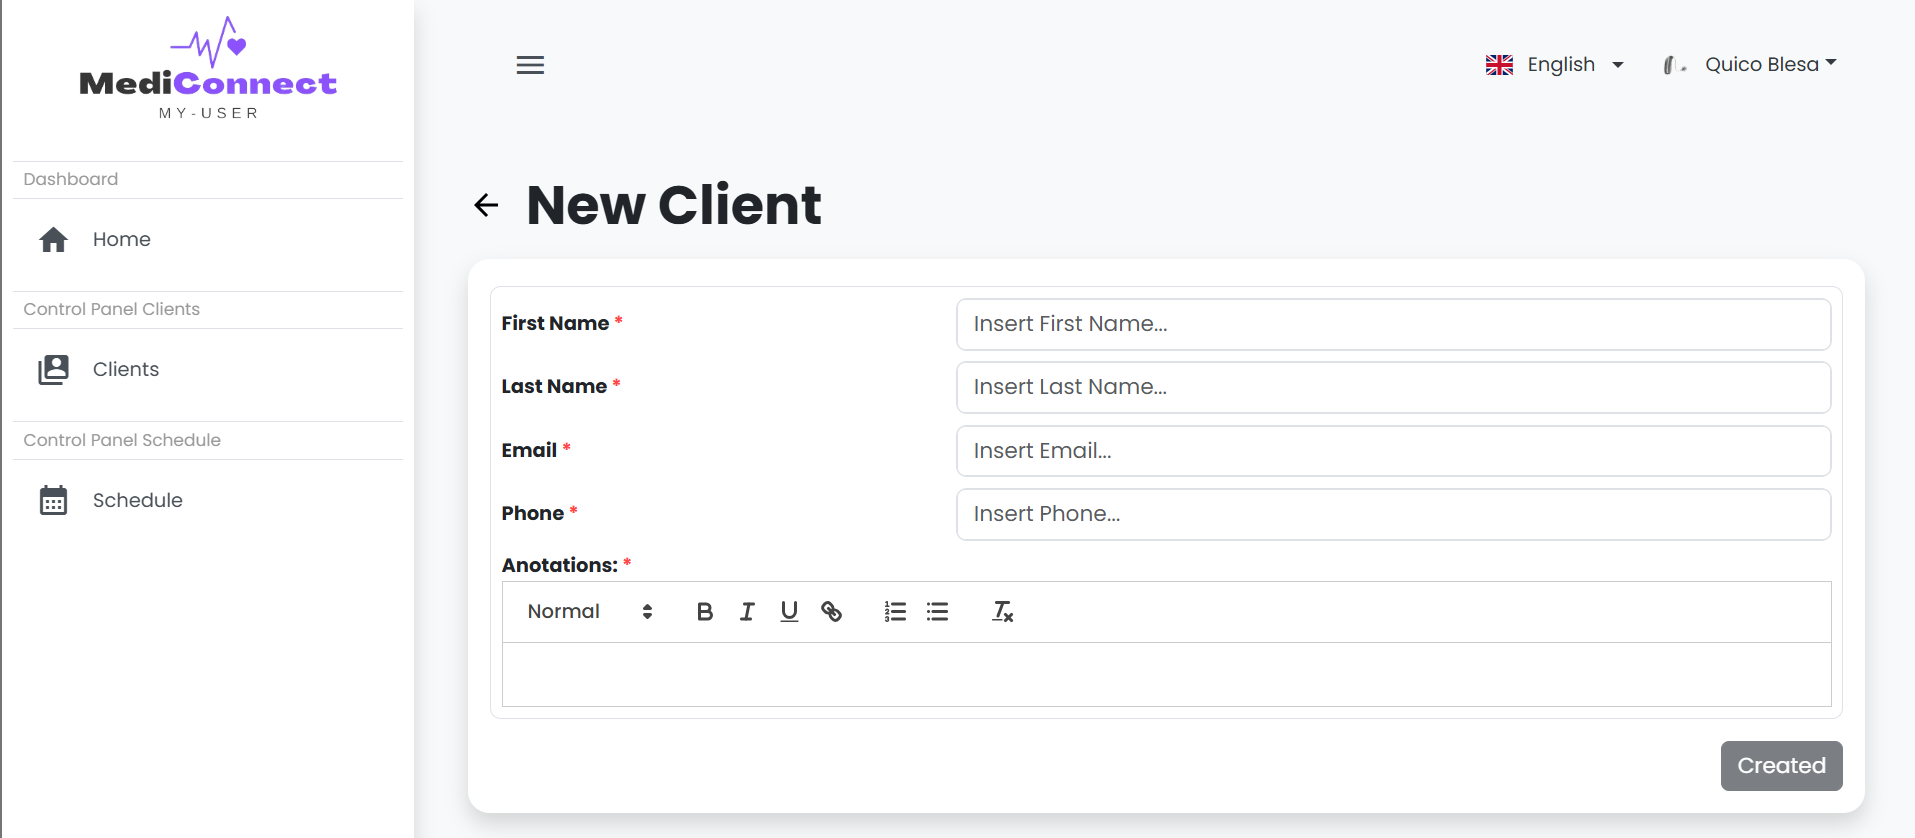 MediConnect
MY-USER
English
Quico Blesa
Dashboard
Home
Control Panel Clients
Clients
Control Panel Schedule
Schedule
New Client
First Name *
Insert First Name...
Last Name *
Insert Last Name...
Email *
Insert Email...
Phone *
Insert Phone...
Anotations: *
Normal
Created